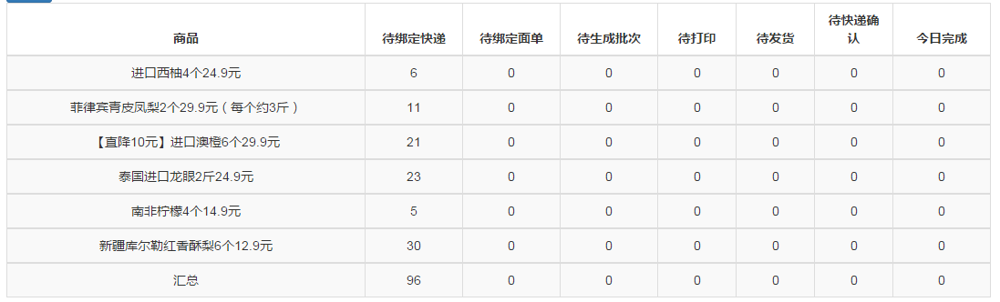 商品 待绑定快递 待绑定面单 待生成批次 待打印 待发货 待快递确认 今日完成
进口西柚4个24.9元 6 0 0 0 0 0 0
菲律宾青皮凤梨2个29.9元（每个约3斤） 11 0 0 0 0 0 0
【直降10元】进口澳橙6个29.9元 21 0 0 0 0 0 0
泰国进口龙眼2斤24.9元 23 0 0 0 0 0 0
南非柠檬4个14.9元 5 0 0 0 0 0 0
新疆库尔勒红香酥梨6个12.9元 30 0 0 0 0 0 0
汇总 96 0 0 0 0 0 0